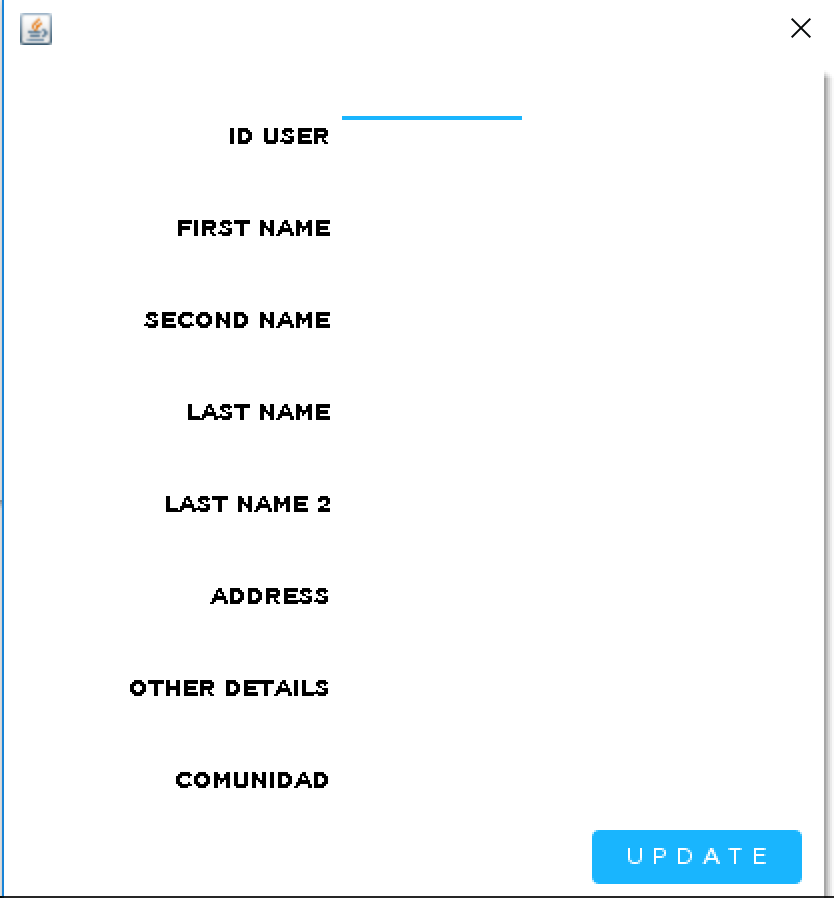 ID USER
FIRST NAME
SECOND NAME
LAST NAME
LAST NAME 2
ADDRESS
OTHER DETAILS
COMUNIDAD
UPDATE